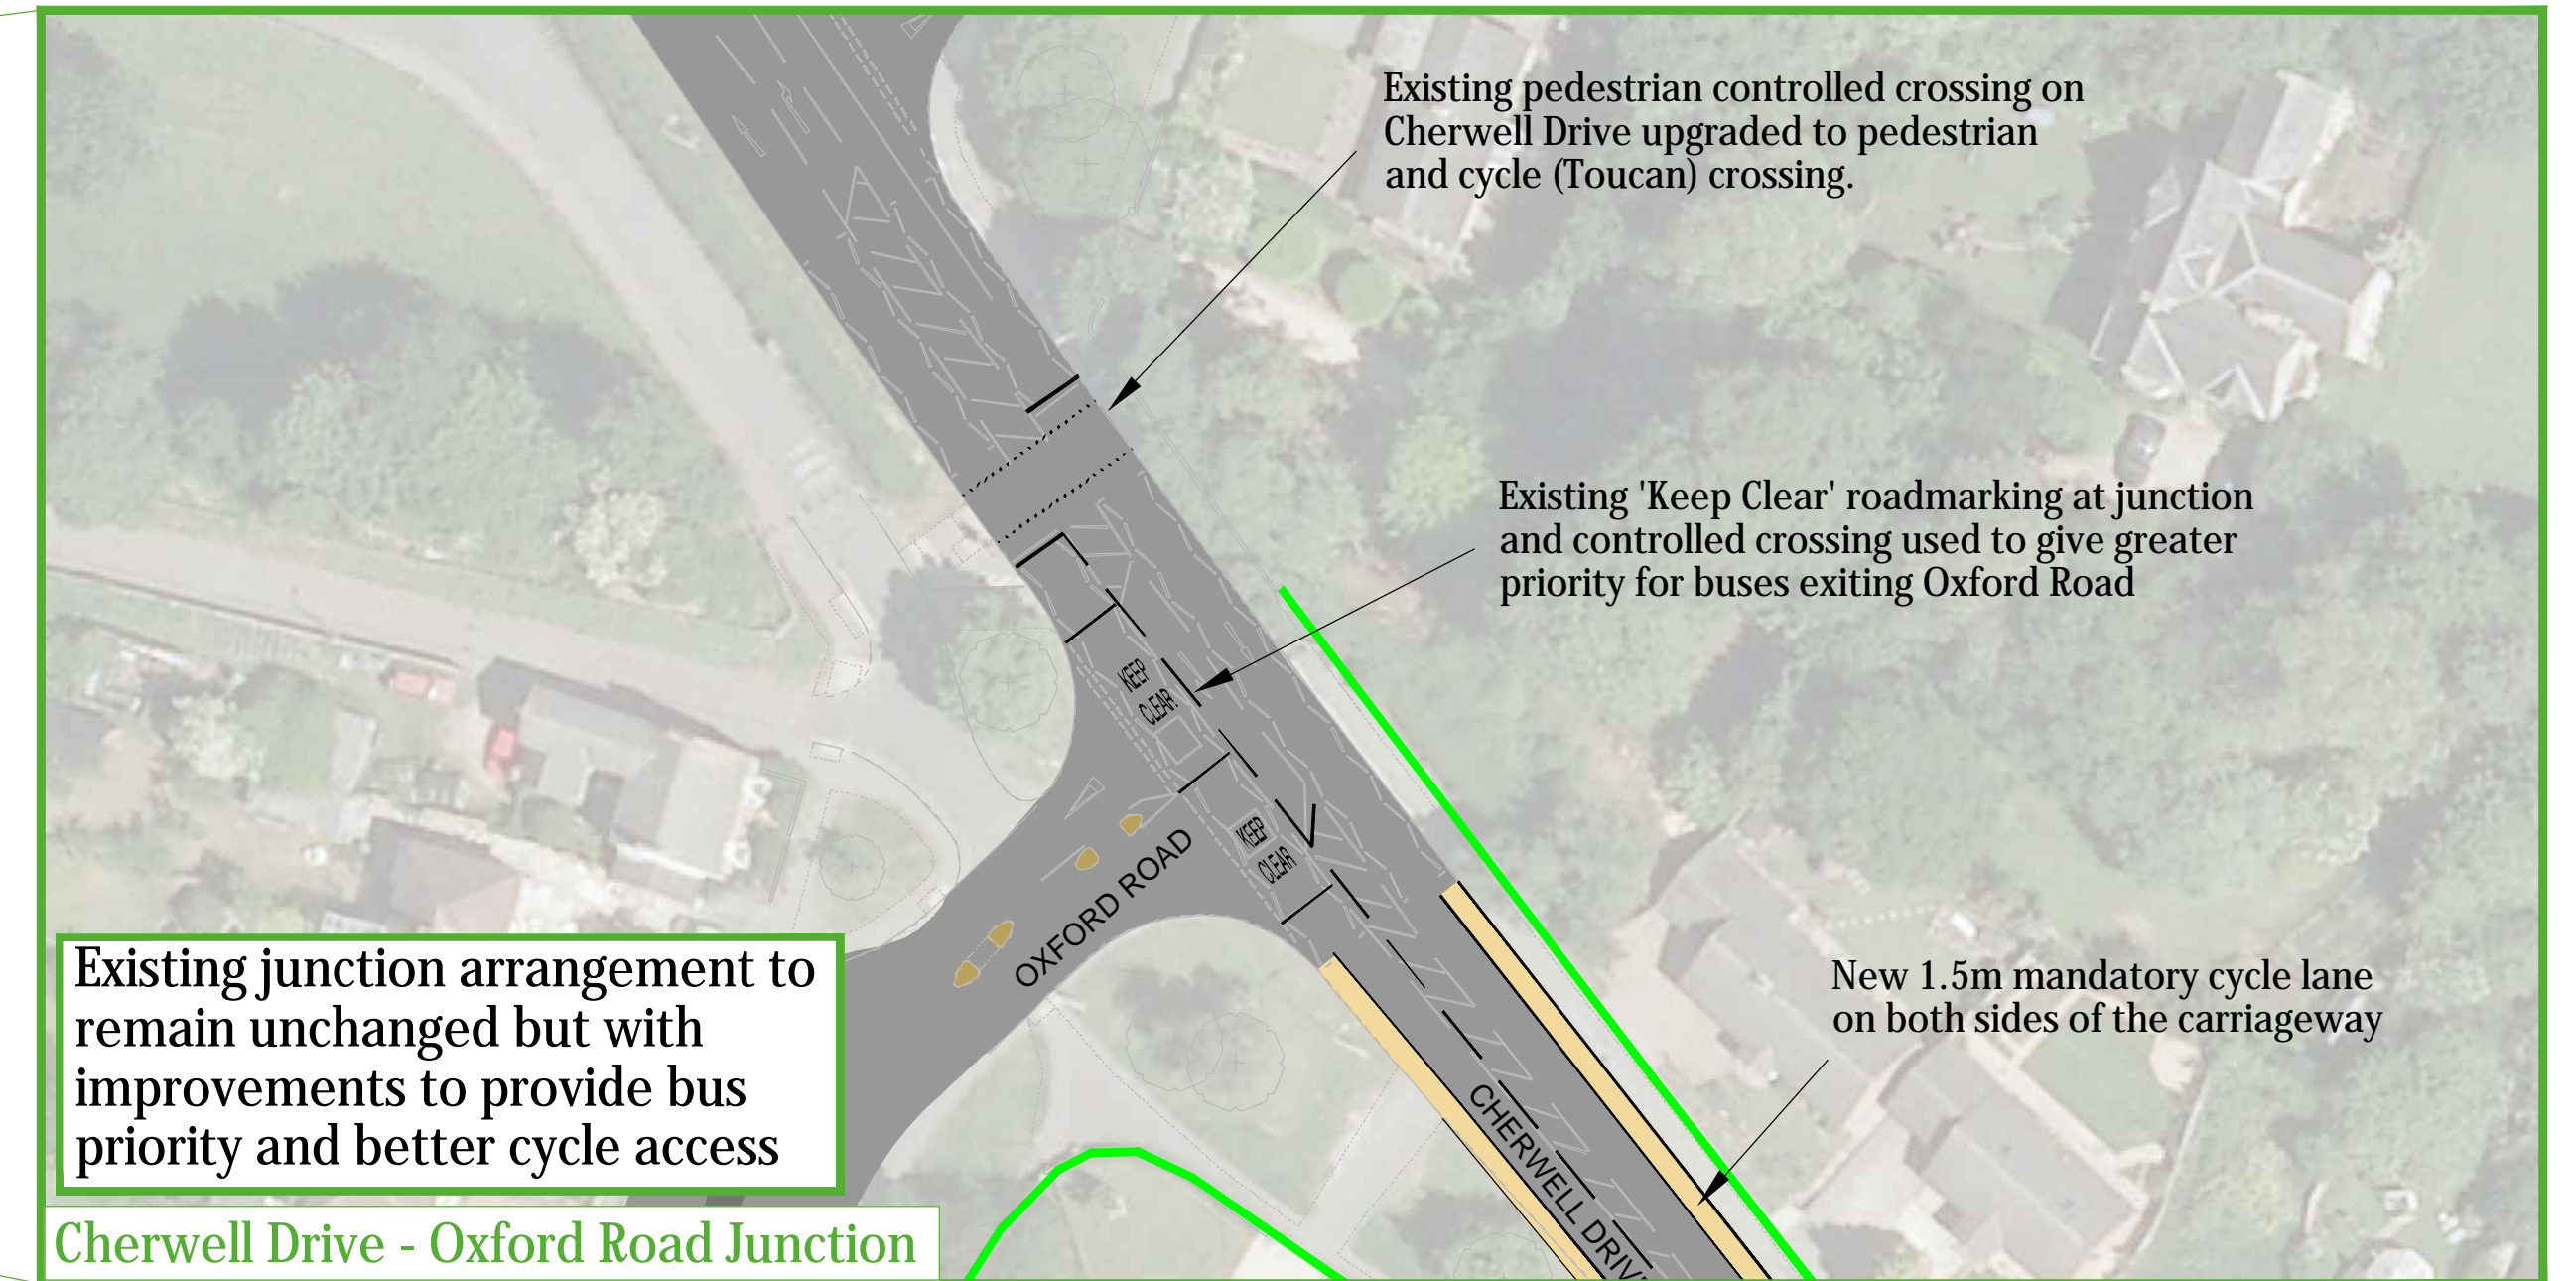 Existing pedestrian controlled crossing on
Cherwell Drive upgraded to pedestrian
and cycle (Toucan) crossing.
Existing 'Keep Clear' roadmarking at junction
and controlled crossing used to give greater
priority for buses exiting Oxford Road
KEEP
CLEAR
KEEP
CLEAR
OXFORD ROAD
New 1.5m mandatory cycle lane
on both sides of the carriageway
CHERWELL DRIV
Existing junction arrangement to
remain unchanged but with
improvements to provide bus
priority and better cycle access
Cherwell Drive - Oxford Road Junction